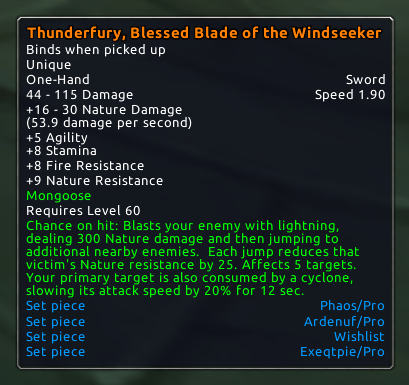 Thunderfury, Blessed Blade of the Windseeker
Binds when picked up
Unique
One-Hand Sword
44 - 115 Damage Speed 1.90
+16 - 30 Nature Damage
(53.9 damage per second)
+5 Agility
+8 Stamina
+8 Fire Resistance
+9 Nature Resistance
Mongoose
Requires Level 60
Chance on hit: Blasts your enemy with lightning,
dealing 300 Nature damage and then jumping to
additional nearby enemies.  Each jump reduces that
victim's Nature resistance by 25. Affects 5 targets.
Your primary target is also consumed by a cyclone,
slowing its attack speed by 20% for 12 sec.
Set piece Phaos/Pro
Set piece Ardenuf/Pro
Set piece Wishlist
Set piece Exeqtpie/Pro